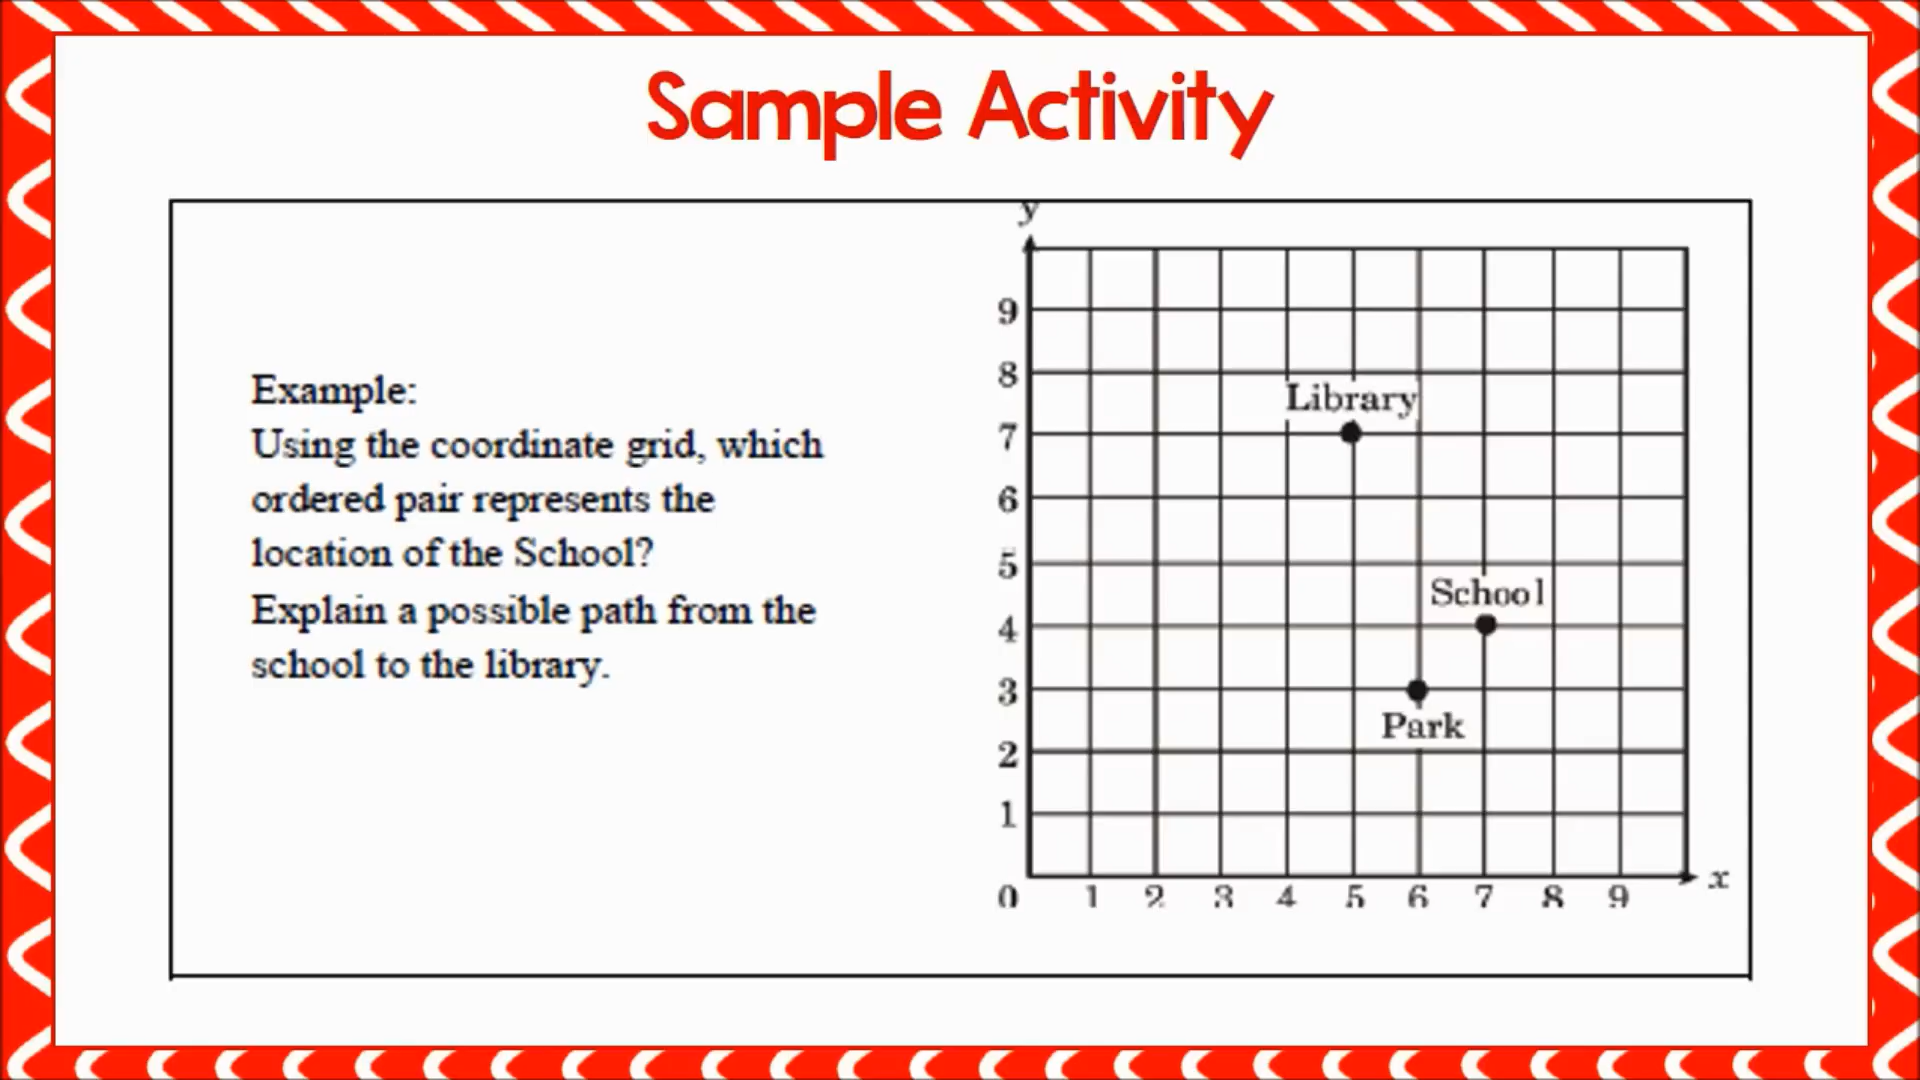 Sample Activity
Example:
Using the coordinate grid, which
ordered pair represents the
location of the School?
Explain a possible path from the
school to the library.
y
9
8
Library
7
6
5
School
4
3
Park
2
1
x
0 1 2 3 4 5 6 7 8 9